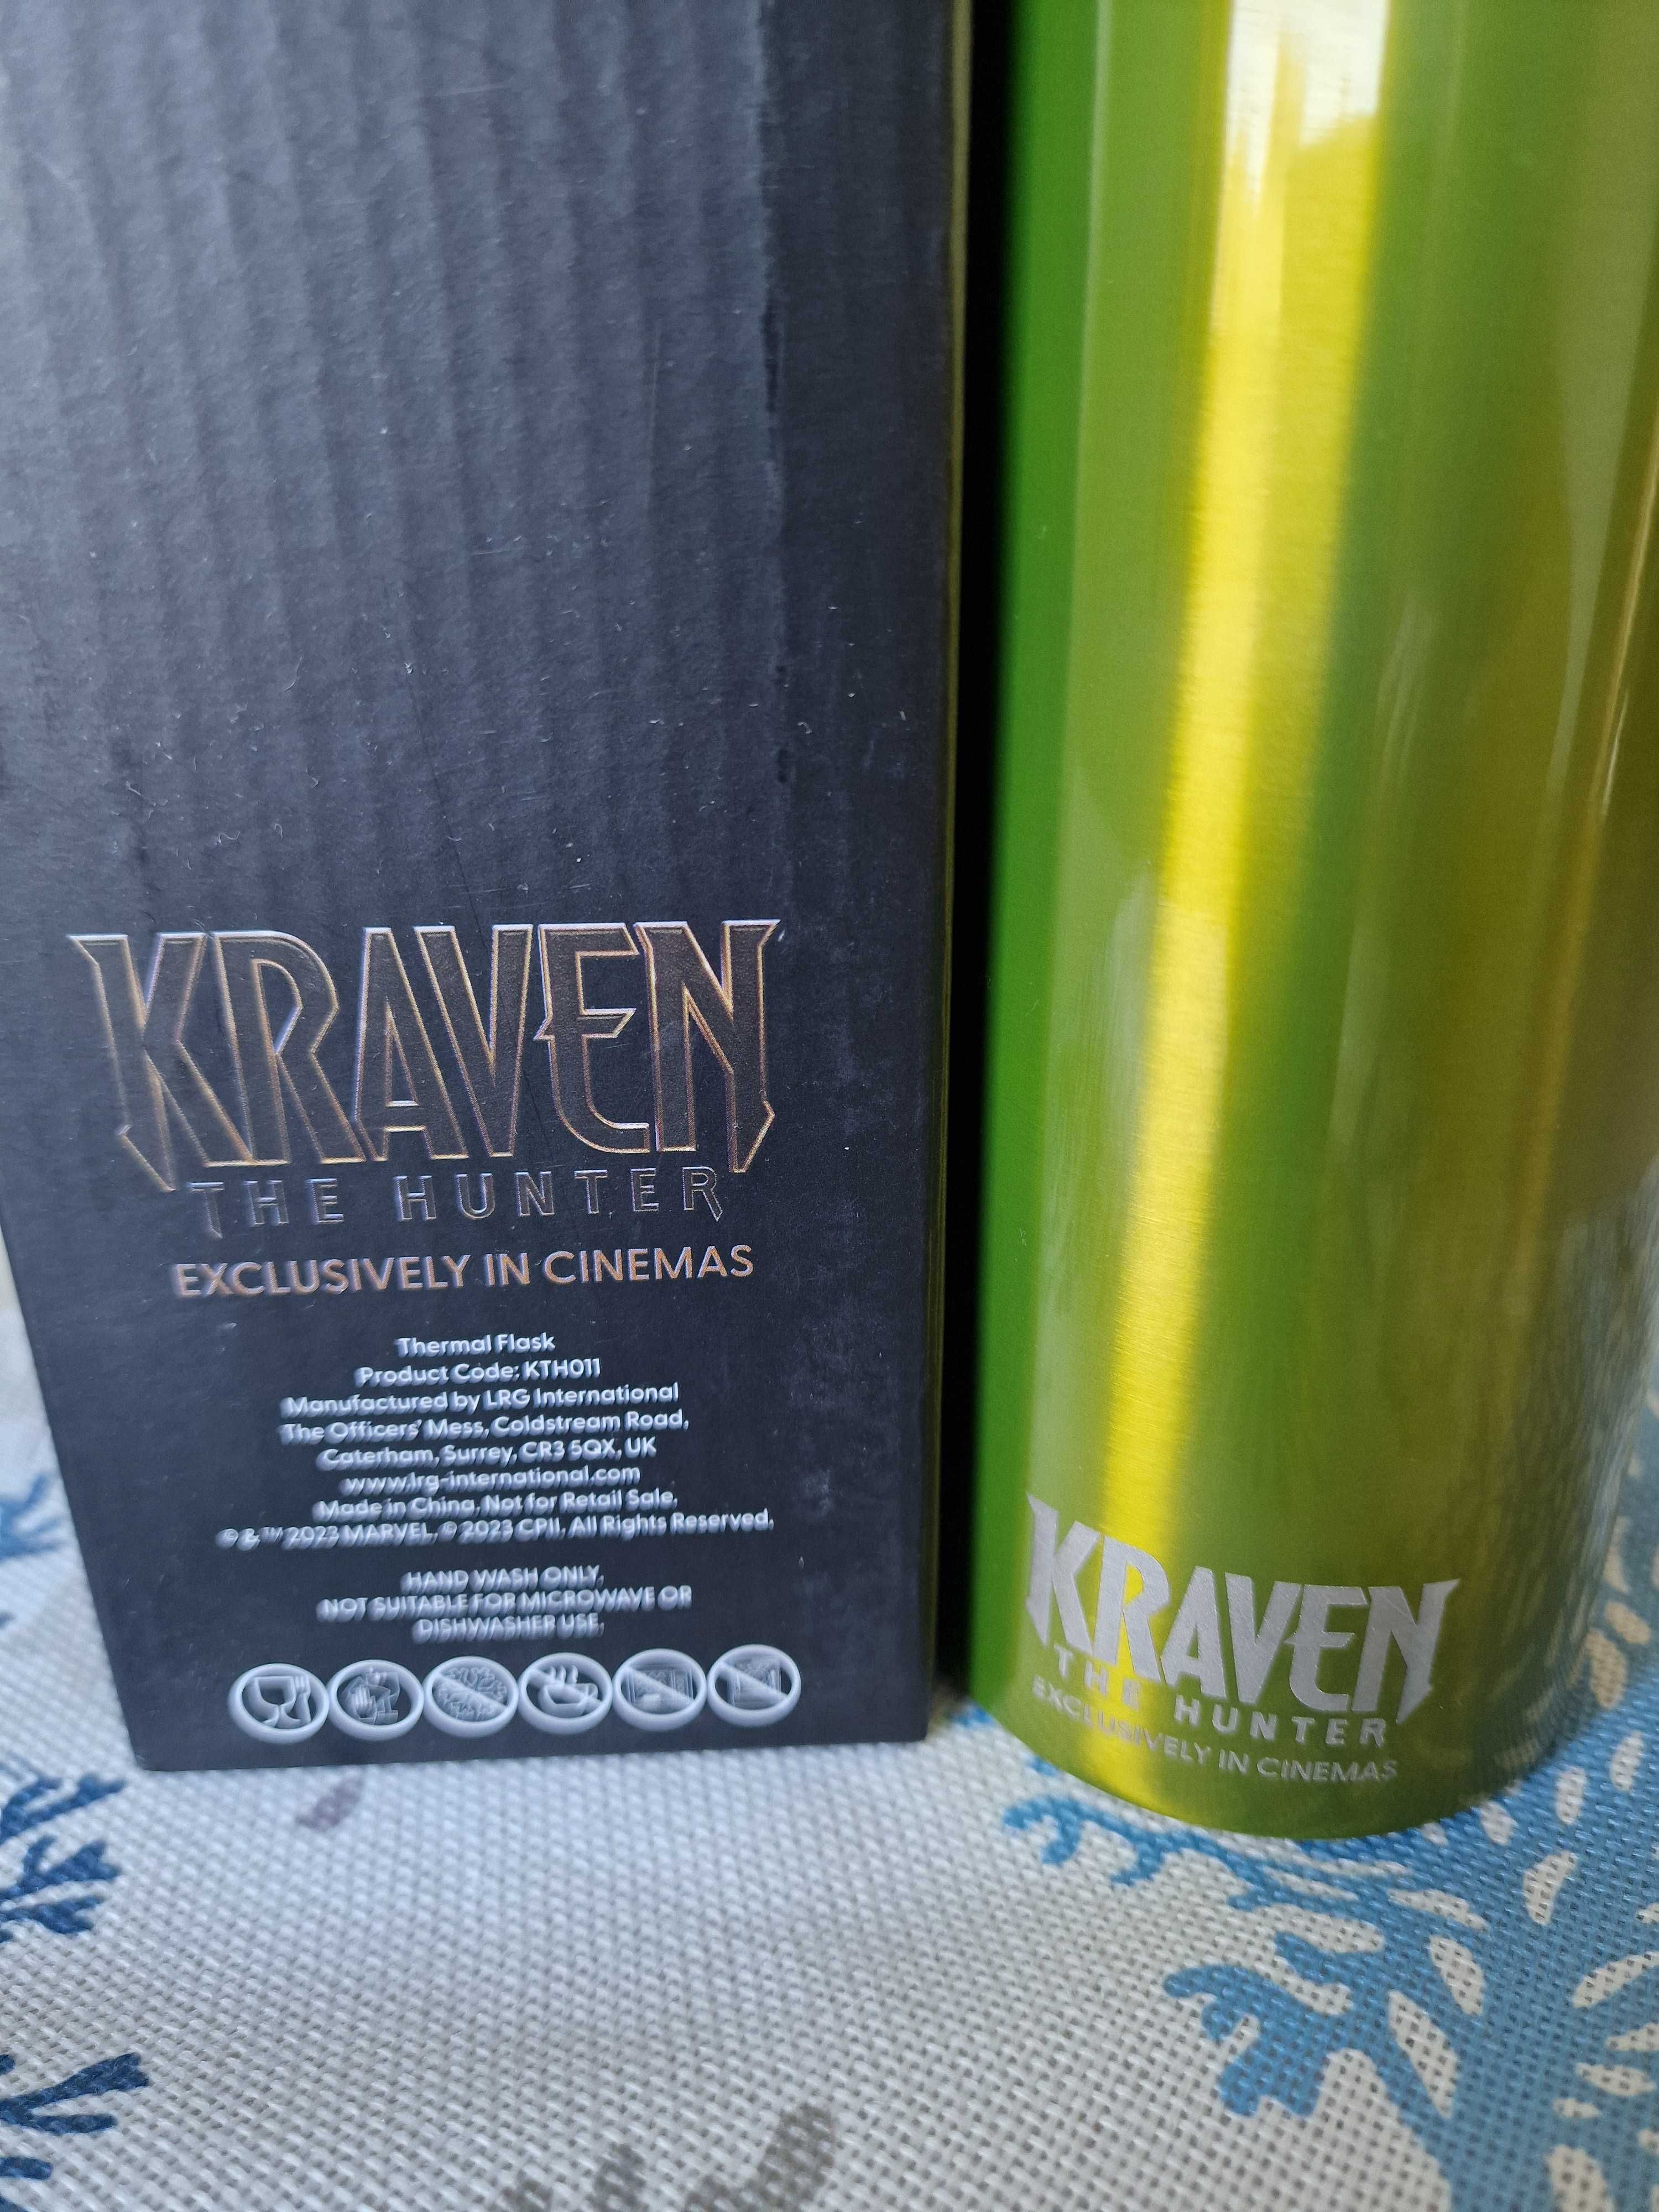 KRAVEN
THE HUNTER
EXCLUSIVELY IN CINEMAS
Thermal Flask
Product Code: KTH011
Manufactured by LRG International
The Officers' Mess, Coldstream Road,
Caterham, Surrey, CR3 5QX, UK
www.lrg-international.com
Made in China. Not for Retail Sale.
© & ™ 2023 MARVEL. © 2023 CPII. All Rights Reserved.
HAND WASH ONLY.
NOT SUITABLE FOR MICROWAVE OR
DISHWASHER USE.
KRAVEN
THE HUNTER
EXCLUSIVELY IN CINEMAS